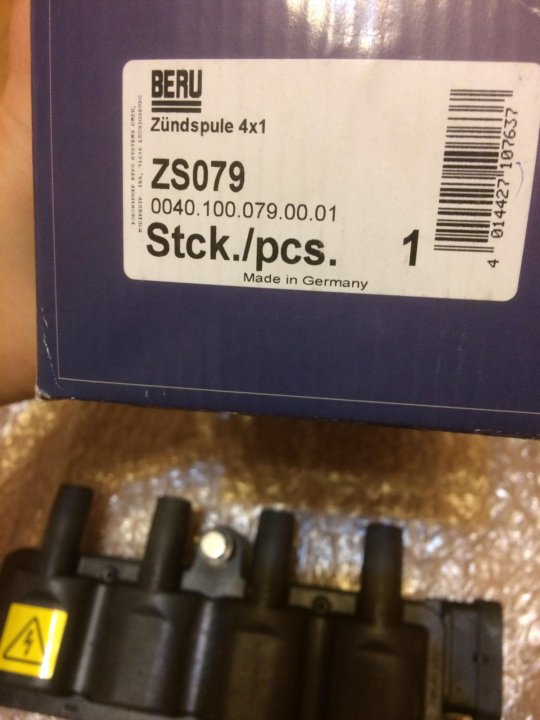 BERU
Zündspule 4x1
ZS079
0040.100.079.00.01
Stck./pcs. 1
Made in Germany
4 014427 107637